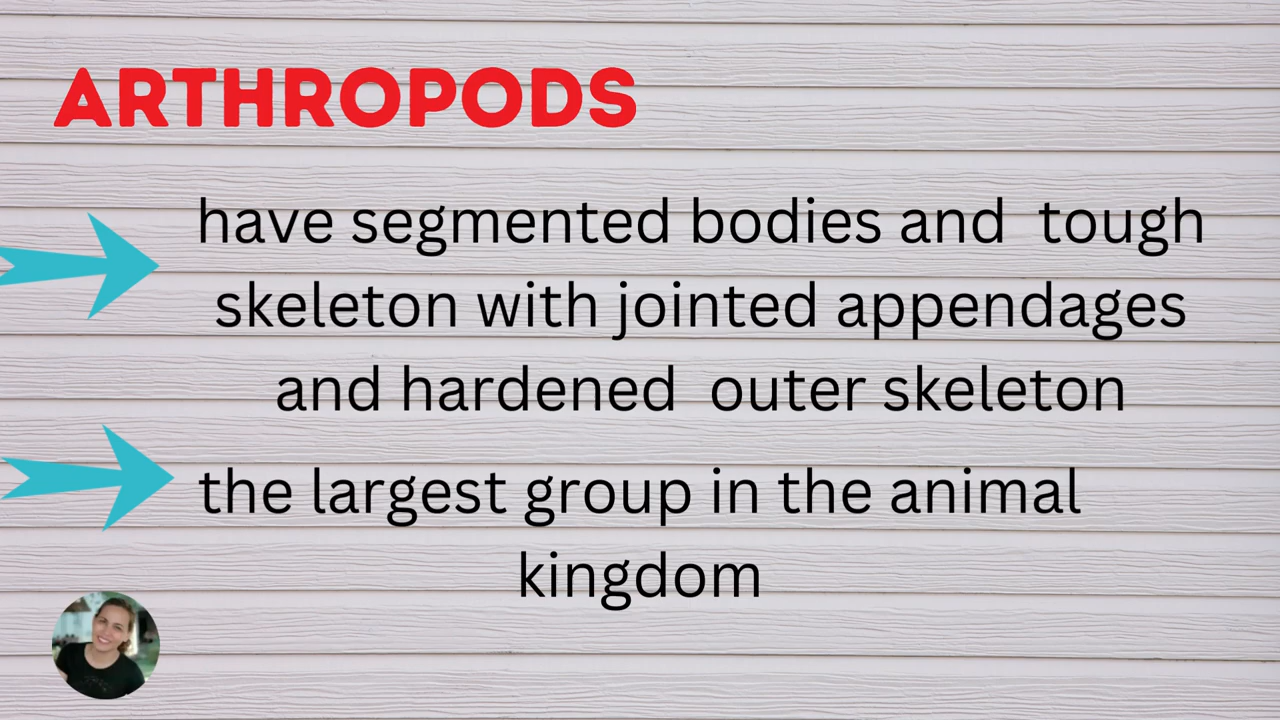 ARTHROPODS
have segmented bodies and tough
skeleton with jointed appendages
and hardened outer skeleton
the largest group in the animal
kingdom